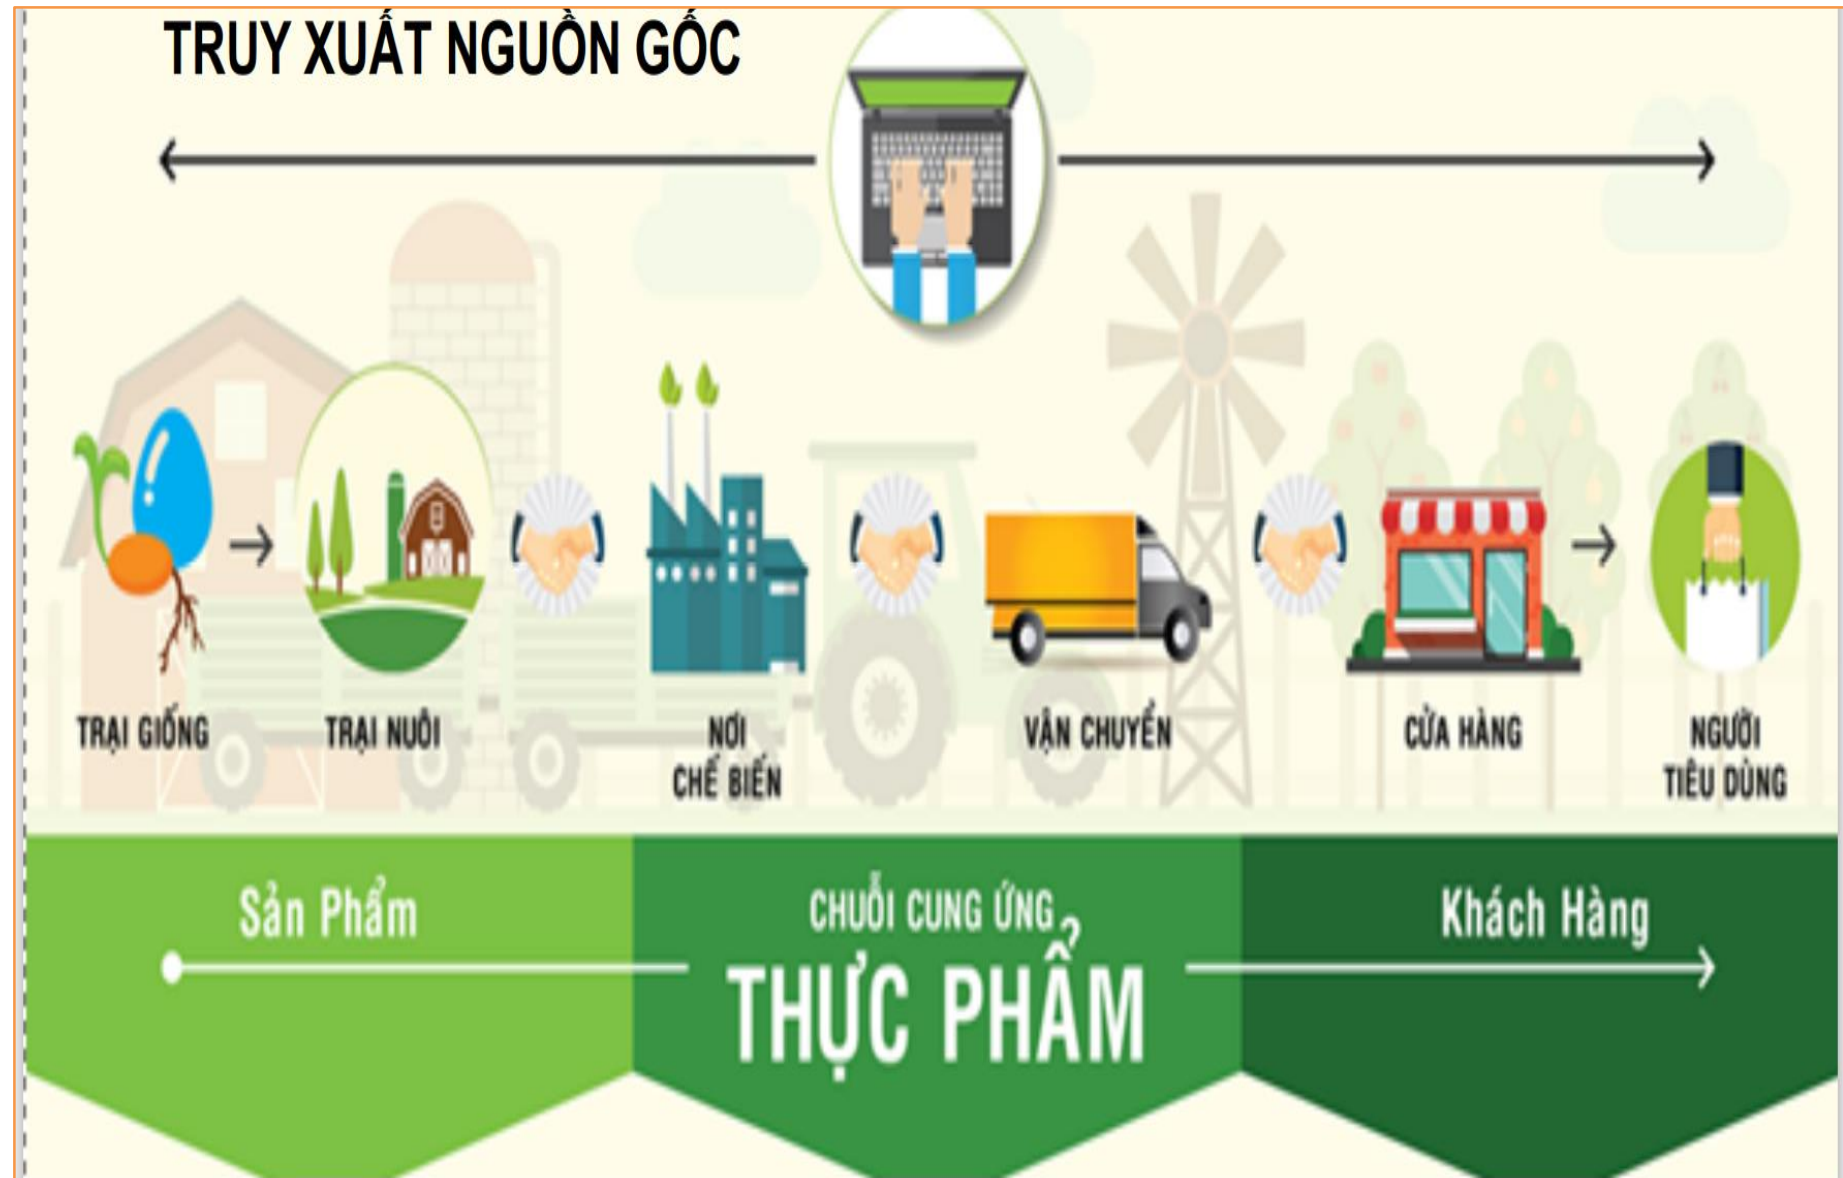 TRUY XUẤT NGUỒN GỐC
TRẠI GIỐNG
TRẠI NUÔI
NƠI
CHẾ BIẾN
VẬN CHUYỂN
CỬA HÀNG
NGƯỜI
TIÊU DÙNG
Sản Phẩm
CHUỖI CUNG ỨNG
THỰC PHẨM
Khách Hàng